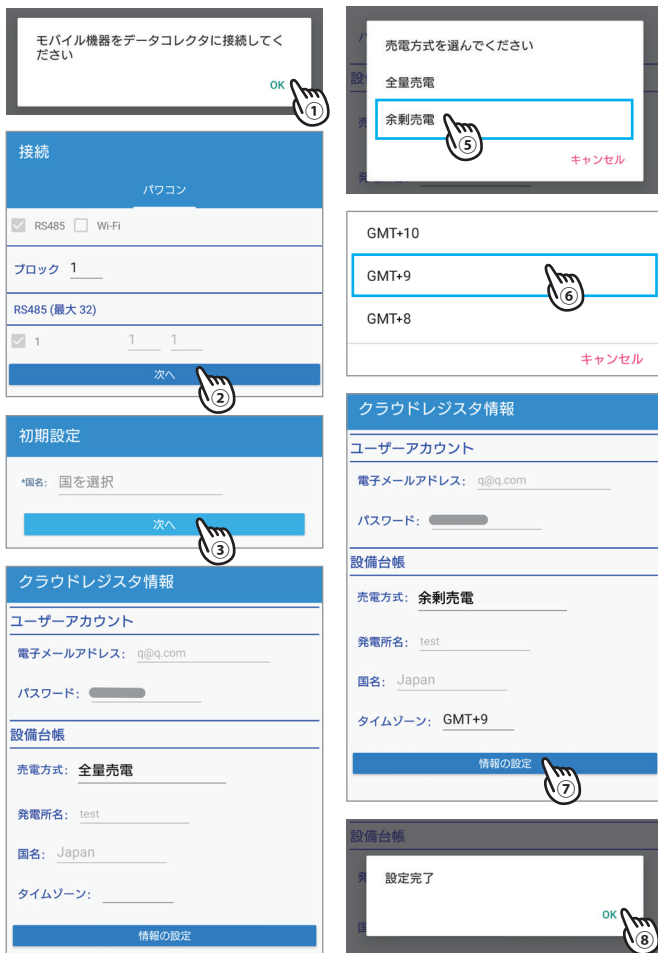 モバイル機器をデータコレクタに接続してく
ださい
OK
①
接続
パワコン
RS485 Wi-Fi
ブロック 1
RS485 (最大 32)
1 1 1
次へ
②
初期設定
*国名: 国を選択
次へ
③
クラウドレジスタ情報
ユーザーアカウント
電子メールアドレス: q@q.com
パスワード:
設備台帳
売電方式: 全量売電
発電所名: test
国名: Japan
タイムゾーン:
情報の設定
売電方式を選んでください
設
全量売電
余剰売電
⑤
キャンセル
GMT+10
GMT+9
⑥
GMT+8
キャンセル
クラウドレジスタ情報
ユーザーアカウント
電子メールアドレス: q@q.com
パスワード:
設備台帳
売電方式: 余剰売電
発電所名: test
国名: Japan
タイムゾーン: GMT+9
情報の設定
⑦
設備台帳
設定完了
OK
⑧